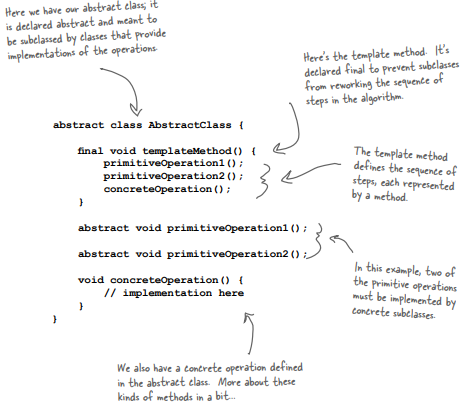 Here we have our abstract class; it
is declared abstract and meant to
be subclassed by classes that provide
implementations of the operations.
Here's the template method. It's
declared final to prevent subclasses
from reworking the sequence of
steps in the algorithm.
abstract class AbstractClass {
final void templateMethod() {
primitiveOperation1();
primitiveOperation2();
concreteOperation();
}
The template method
defines the sequence of
steps, each represented
by a method.
abstract void primitiveOperation1();
abstract void primitiveOperation2();
In this example, two of
the primitive operations
must be implemented by
concrete subclasses.
void concreteOperation() {
// implementation here
}
}
We also have a concrete operation defined
in the abstract class. More about these
kinds of methods in a bit...